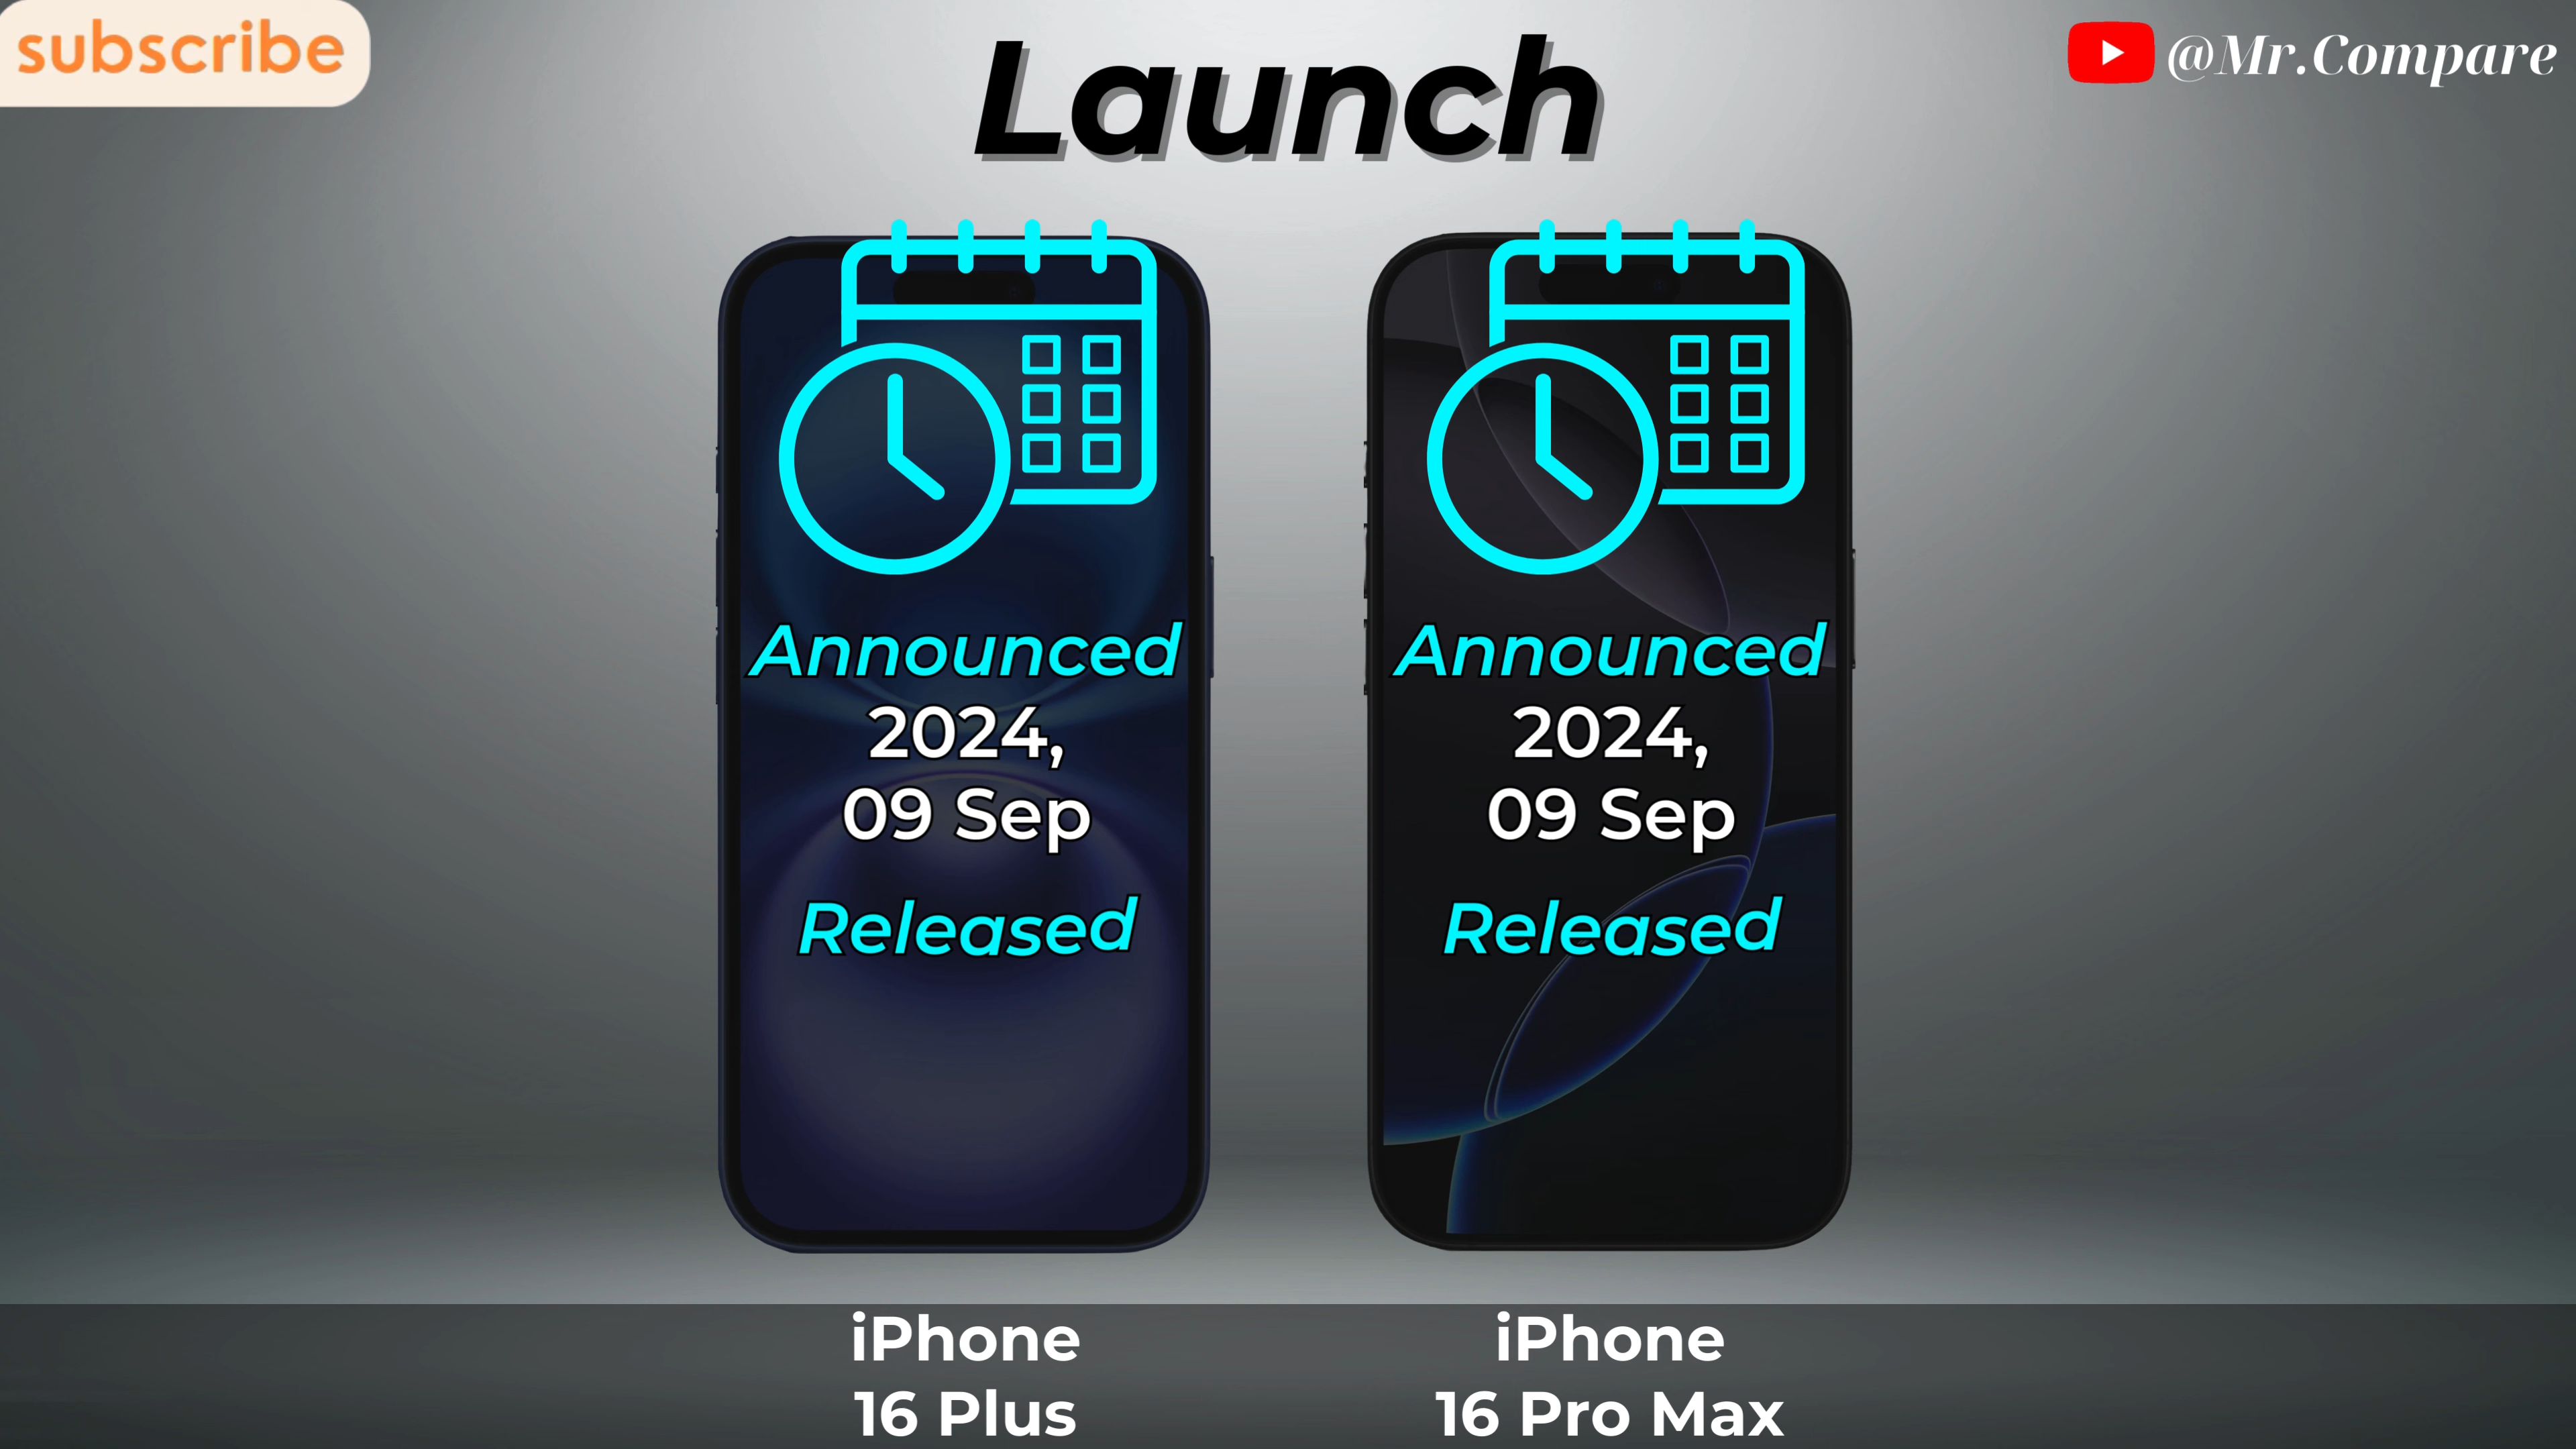 subscribe
Launch
@Mr.Compare
Announced
2024,
09 Sep
Released
Announced
2024,
09 Sep
Released
iPhone
16 Plus
iPhone
16 Pro Max